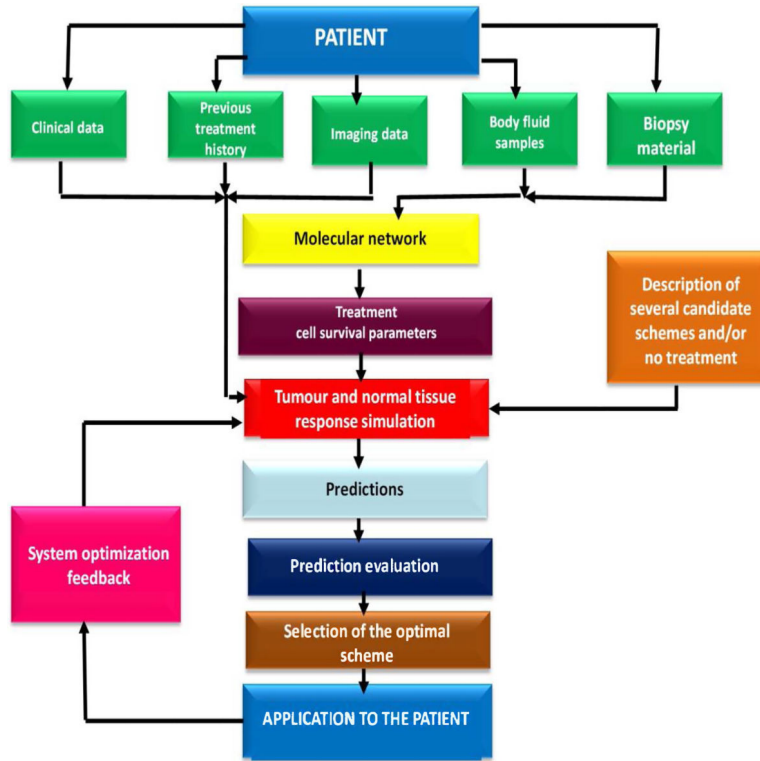 PATIENT
Clinical data
Previous
treatment
history
Imaging data
Body fluid
samples
Biopsy
material
Molecular network
Treatment
cell survival parameters
Description of
several candidate
schemes and/or
no treatment
Tumour and normal tissue
response simulation
Predictions
System optimization
feedback
Prediction evaluation
Selection of the optimal
scheme
APPLICATION TO THE PATIENT